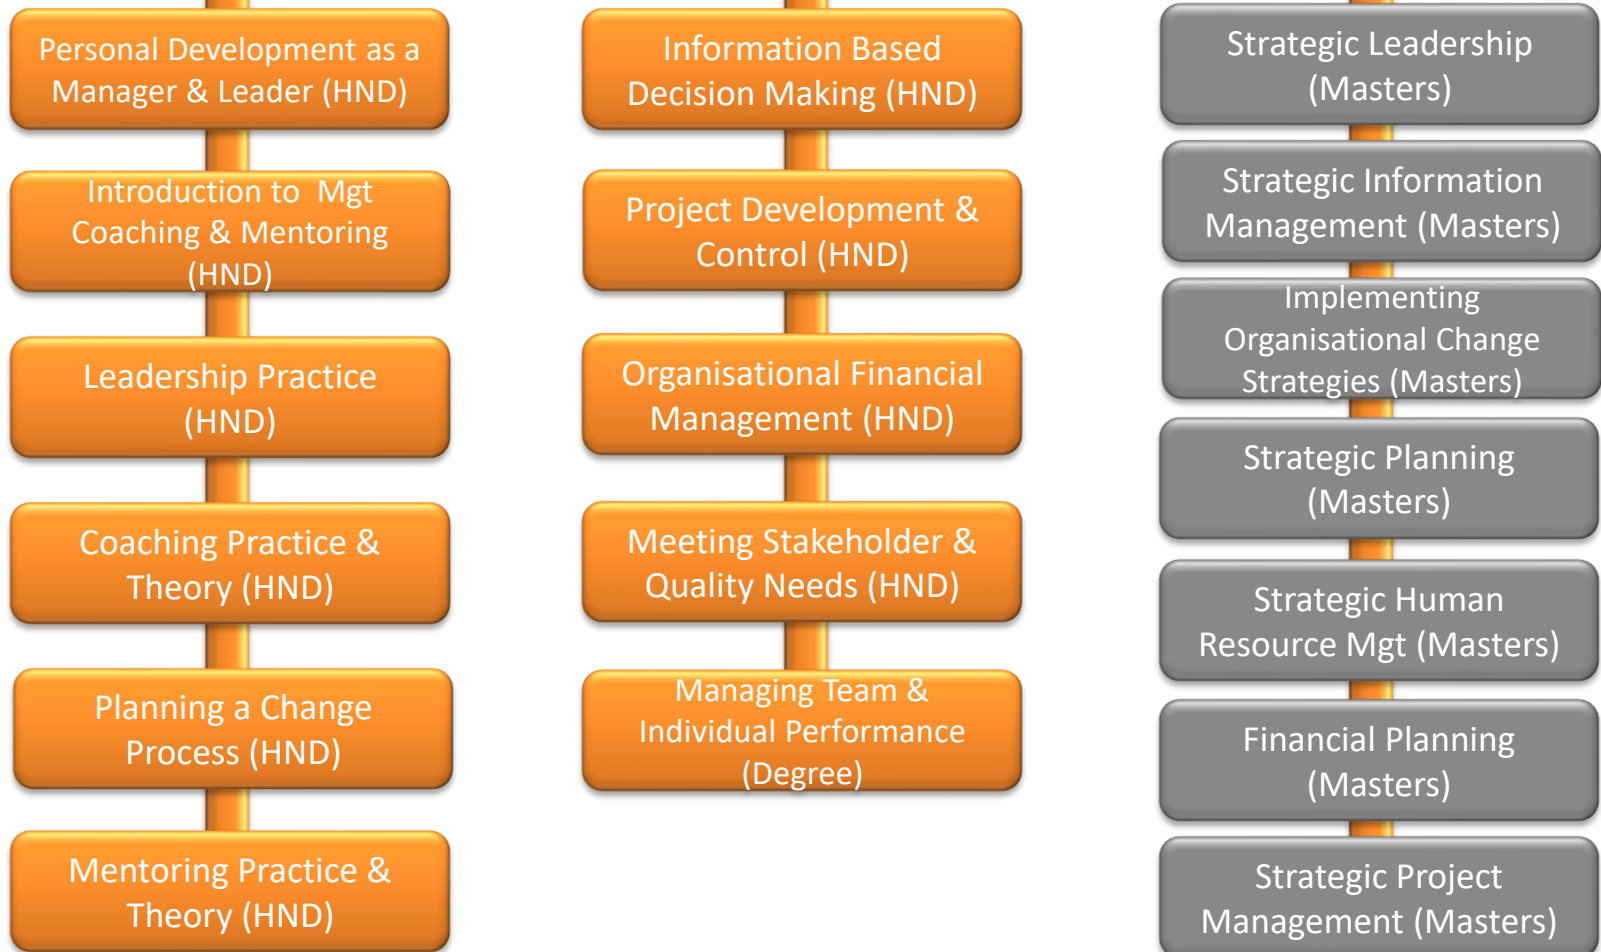 Personal Development as a
Manager & Leader (HND)
Introduction to  Mgt
Coaching & Mentoring
(HND)
Leadership Practice
(HND)
Coaching Practice &
Theory (HND)
Planning a Change
Process (HND)
Mentoring Practice &
Theory (HND)
Information Based
Decision Making (HND)
Project Development &
Control (HND)
Organisational Financial
Management (HND)
Meeting Stakeholder &
Quality Needs (HND)
Managing Team &
Individual Performance
(Degree)
Strategic Leadership
(Masters)
Strategic Information
Management (Masters)
Implementing
Organisational Change
Strategies (Masters)
Strategic Planning
(Masters)
Strategic Human
Resource Mgt (Masters)
Financial Planning
(Masters)
Strategic Project
Management (Masters)